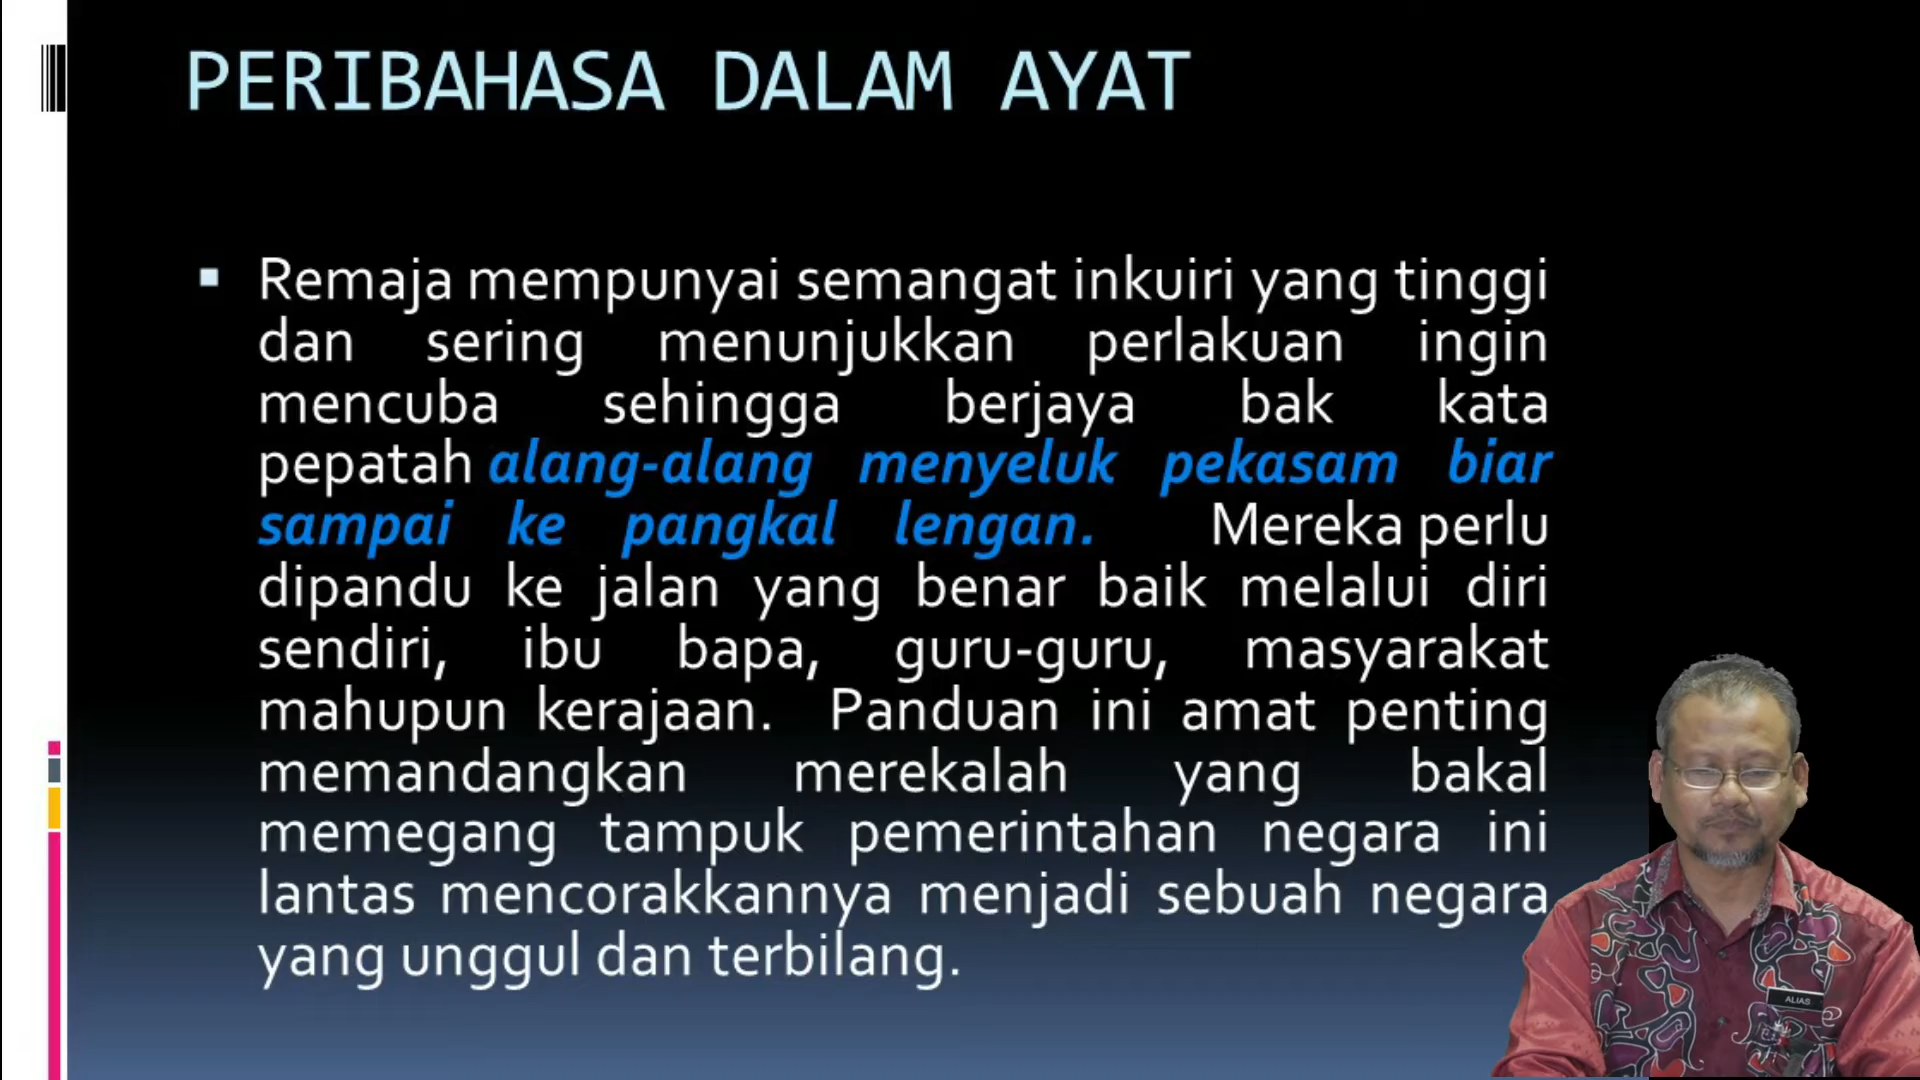 PERIBAHASA DALAM AYAT
Remaja mempunyai semangat inkuiri yang tinggi
dan sering menunjukkan perlakuan ingin
mencuba sehingga berjaya bak kata
pepatah alang-alang menyeluk pekasam biar
sampai ke pangkal lengan. Mereka perlu
dipandu ke jalan yang benar baik melalui diri
sendiri, ibu bapa, guru-guru, masyarakat
mahupun kerajaan. Panduan ini amat penting
memandangkan merekalah yang bakal
memegang tampuk pemerintahan negara ini
lantas mencorakkannya menjadi sebuah negara
yang unggul dan terbilang.
ALIAS